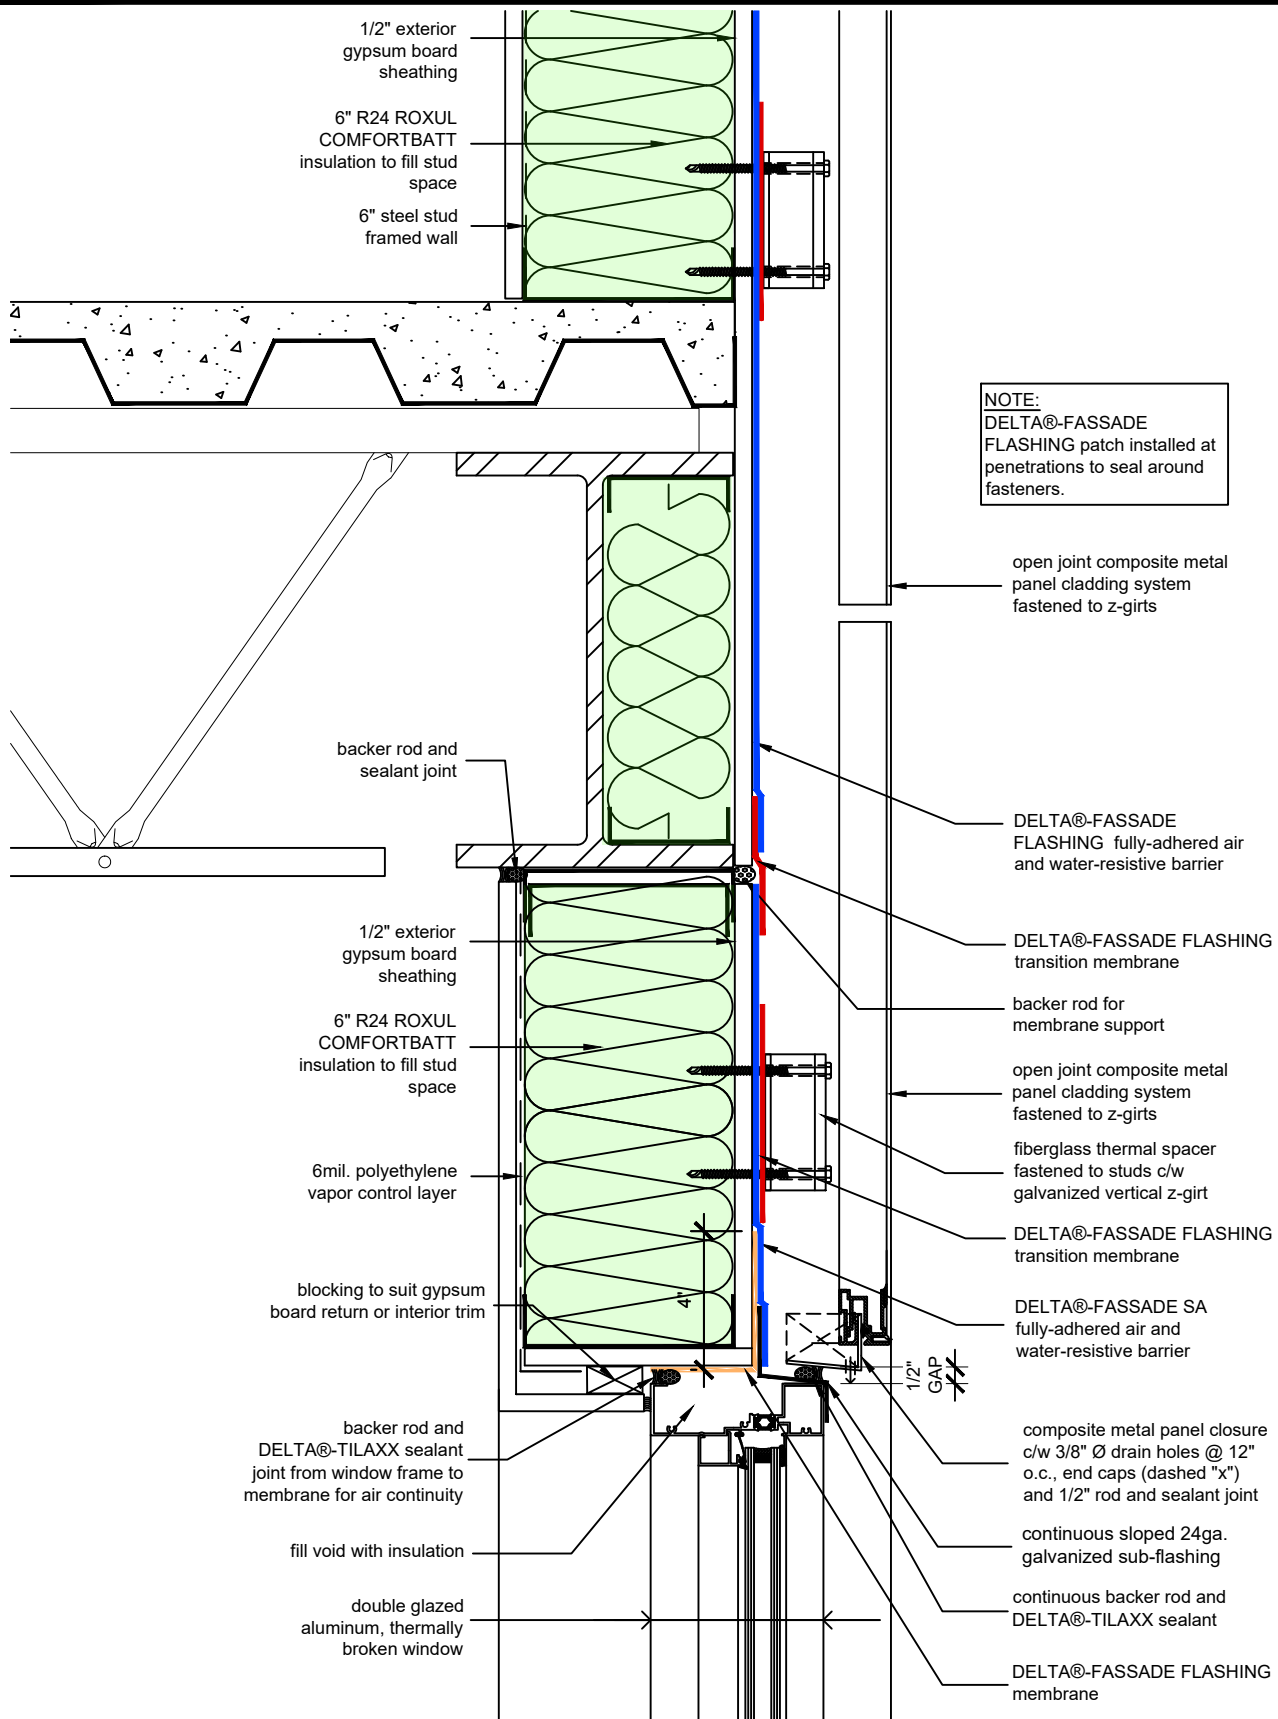 1/2" exterior
gypsum board
sheathing
6" R24 ROXUL
COMFORTBATT
insulation to fill stud
space
6" steel stud
framed wall
NOTE:
DELTA®-FASSADE
FLASHING patch installed at
penetrations to seal around
fasteners.
open joint composite metal
panel cladding system
fastened to z-girts
backer rod and
sealant joint
DELTA®-FASSADE
FLASHING fully-adhered air
and water-resistive barrier
1/2" exterior
gypsum board
sheathing
DELTA®-FASSADE FLASHING
transition membrane
backer rod for
membrane support
6" R24 ROXUL
COMFORTBATT
insulation to fill stud
space
open joint composite metal
panel cladding system
fastened to z-girts
fiberglass thermal spacer
fastened to studs c/w
galvanized vertical z-girt
6mil. polyethylene
vapor control layer
DELTA®-FASSADE FLASHING
transition membrane
blocking to suit gypsum
board return or interior trim
4"
DELTA®-FASSADE SA
fully-adhered air and
water-resistive barrier
1/2"
GAP
backer rod and
DELTA®-TILAXX sealant
joint from window frame to
membrane for air continuity
composite metal panel closure
c/w 3/8" Ø drain holes @ 12"
o.c., end caps (dashed "x")
and 1/2" rod and sealant joint
fill void with insulation
continuous sloped 24ga.
galvanized sub-flashing
double glazed
aluminum, thermally
broken window
continuous backer rod and
DELTA®-TILAXX sealant
DELTA®-FASSADE FLASHING
membrane